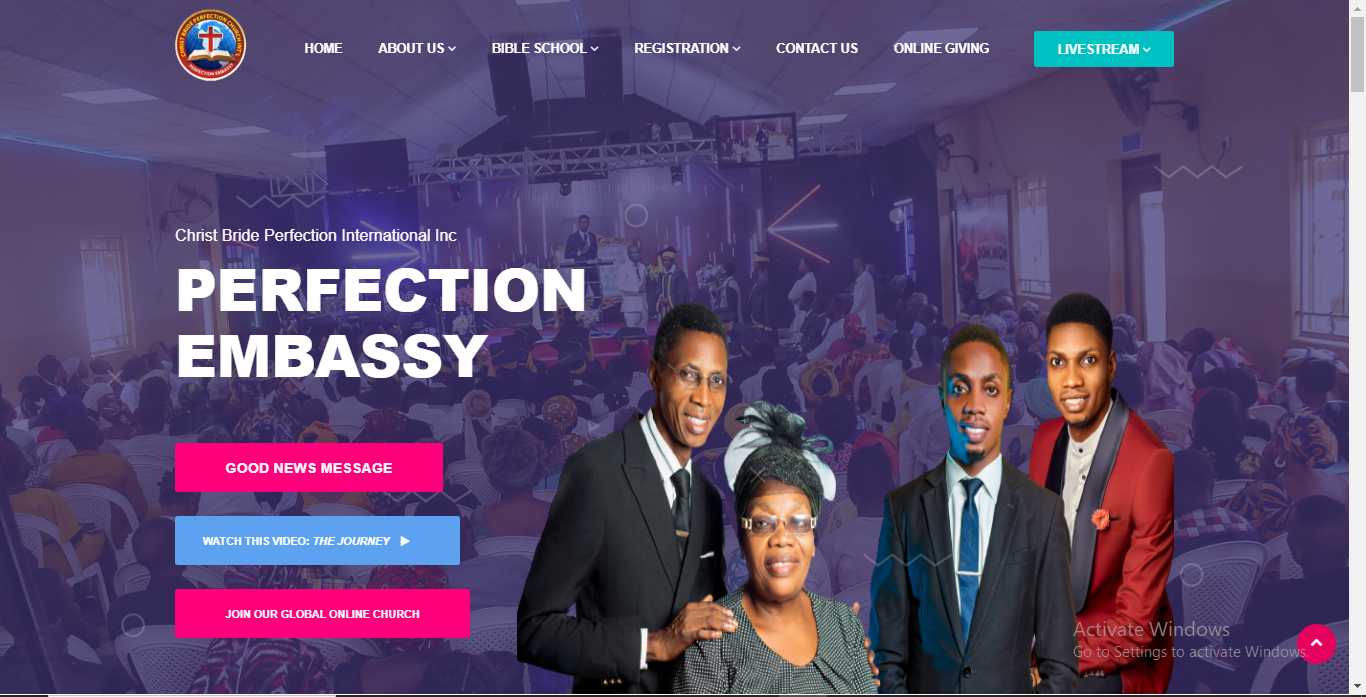 CHRIST BRIDE PERFECTION CHURCH INT'L
PERFECTION EMBASSY
HOME
ABOUT US
BIBLE SCHOOL
REGISTRATION
CONTACT US
ONLINE GIVING
LIVESTREAM
Christ Bride Perfection International Inc
PERFECTION
EMBASSY
GOOD NEWS MESSAGE
WATCH THIS VIDEO: THE JOURNEY
JOIN OUR GLOBAL ONLINE CHURCH
Activate Windows
Go to Settings to activate Windows.